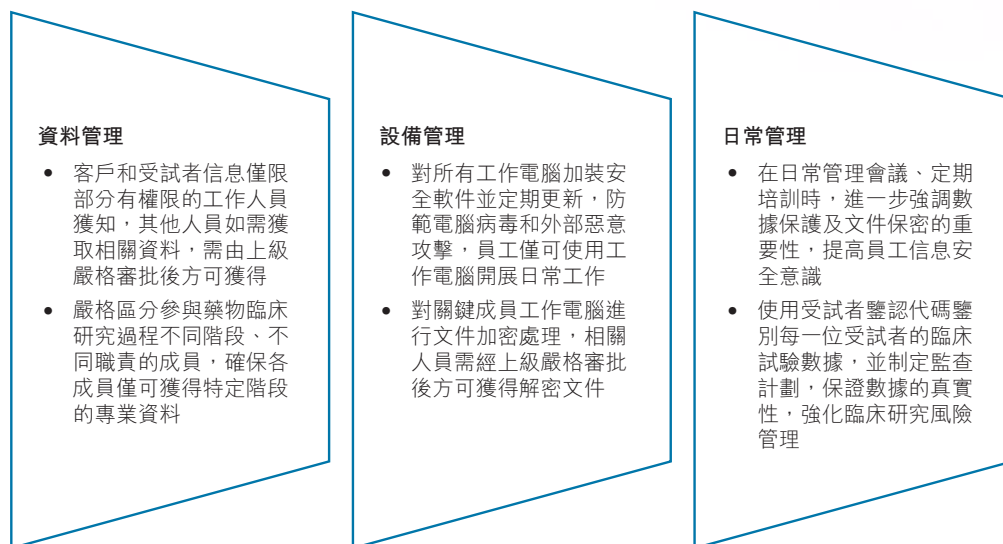 資料管理
• 客戶和受試者信息僅限
部分有權限的工作人員
獲知，其他人員如需獲
取相關資料，需由上級
嚴格審批後方可獲得
• 嚴格區分參與藥物臨床
研究過程不同階段、不
同職責的成員，確保各
成員僅可獲得特定階段
的專業資料
設備管理
• 對所有工作電腦加裝安
全軟件並定期更新，防
範電腦病毒和外部惡意
攻擊，員工僅可使用工
作電腦開展日常工作
• 對關鍵成員工作電腦進
行文件加密處理，相關
人員需經上級嚴格審批
後方可獲得解密文件
日常管理
• 在日常管理會議、定期
培訓時，進一步強調數
據保護及文件保密的重
要性，提高員工信息安
全意識
• 使用受試者鑒認代碼鑒
別每一位受試者的臨床
試驗數據，並制定監查
計劃，保證數據的真實
性，強化臨床研究風險
管理